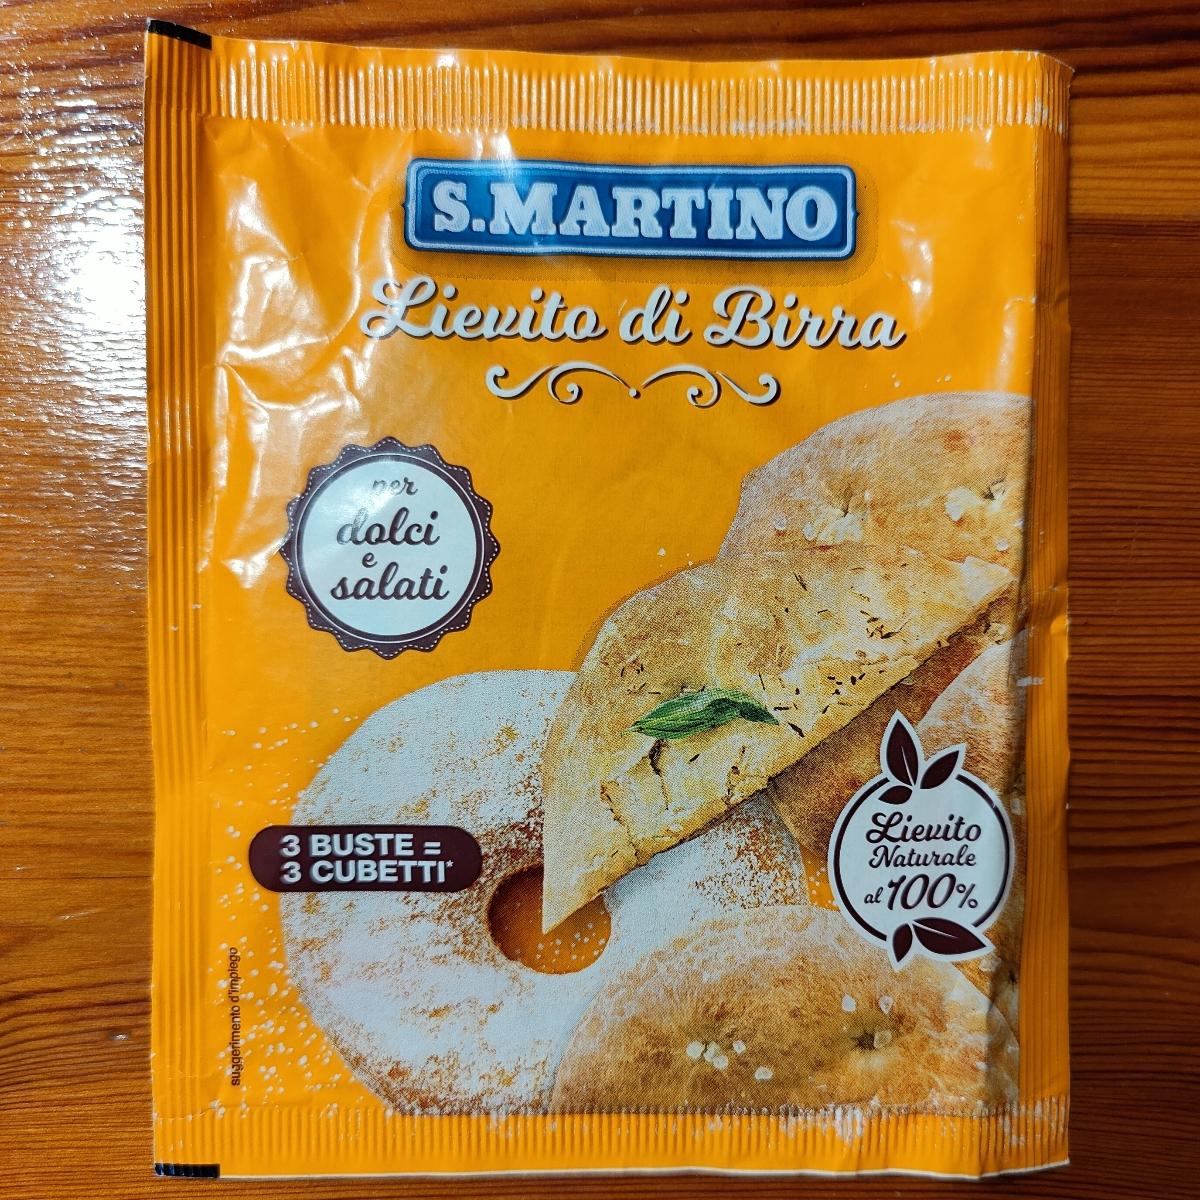 S.MARTINO
Lievito di Birra
per
dolci
e
salati
3 BUSTE =
3 CUBETTI*
Lievito
Naturale
al 100%
suggerimento d'impiego